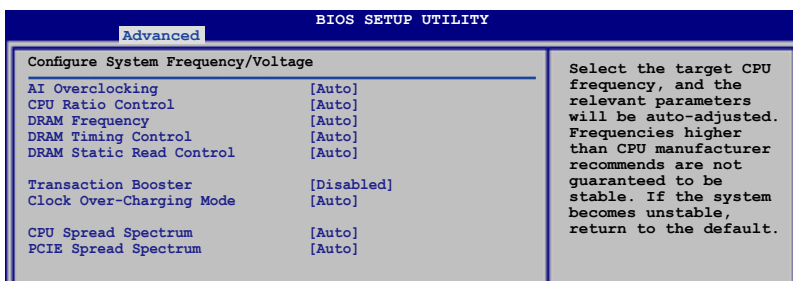 BIOS SETUP UTILITY
Advanced
Configure System Frequency/Voltage
AI Overclocking [Auto]
CPU Ratio Control [Auto]
DRAM Frequency [Auto]
DRAM Timing Control [Auto]
DRAM Static Read Control [Auto]
Transaction Booster [Disabled]
Clock Over-Charging Mode [Auto]
CPU Spread Spectrum [Auto]
PCIE Spread Spectrum [Auto]
Select the target CPU
frequency, and the
relevant parameters
will be auto-adjusted.
Frequencies higher
than CPU manufacturer
recommends are not
guaranteed to be
stable. If the system
becomes unstable,
return to the default.